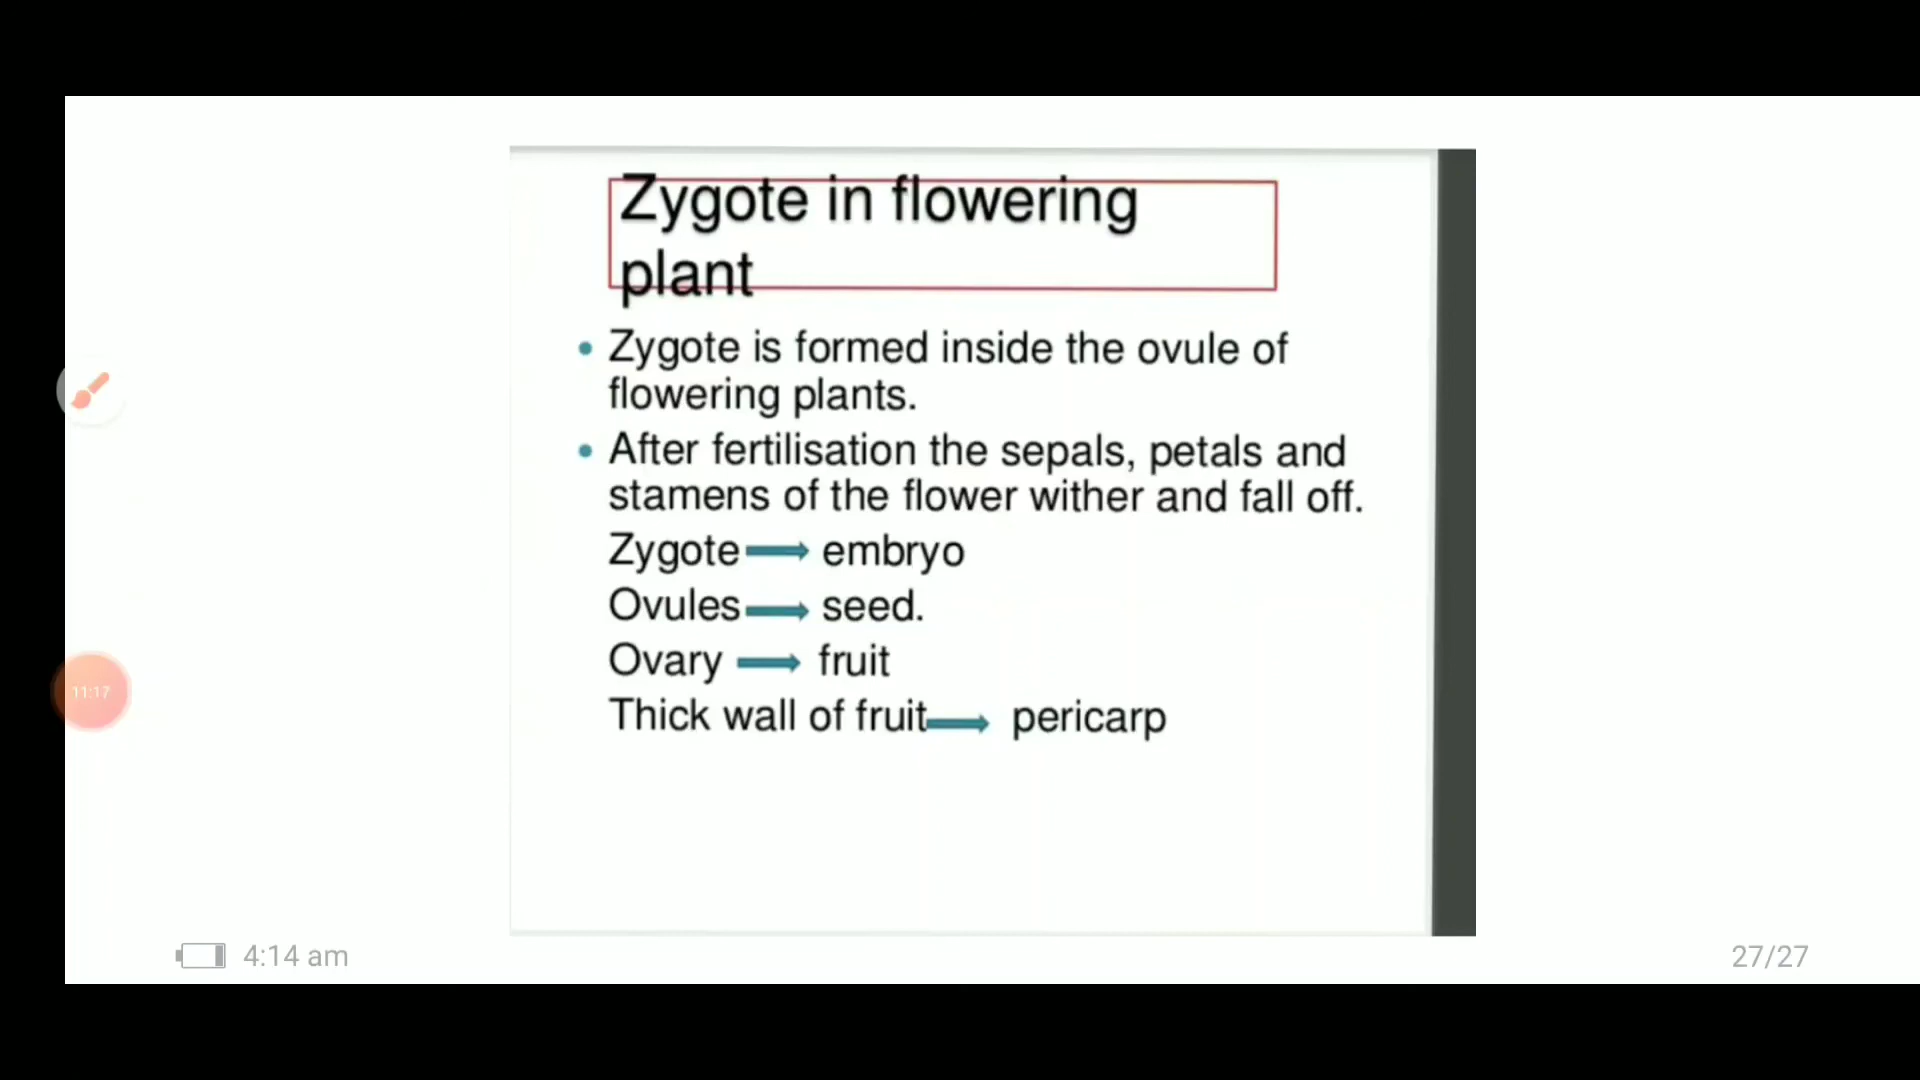 Zygote in flowering
plant
• Zygote is formed inside the ovule of
flowering plants.
• After fertilisation the sepals, petals and
stamens of the flower wither and fall off.
Zygote → embryo
Ovules → seed.
Ovary → fruit
Thick wall of fruit → pericarp
11:17
4:14 am
27/27